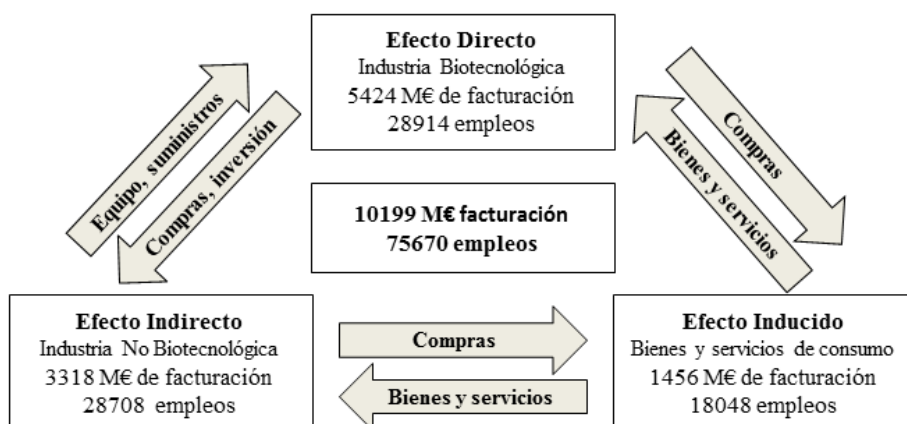 Efecto Directo
Industria Biotecnológica
5424 M€ de facturación
28914 empleos
Equipo, suministros
Compras, inversión
Compras
Bienes y servicios
10199 M€ facturación
75670 empleos
Efecto Indirecto
Industria No Biotecnológica
3318 M€ de facturación
28708 empleos
Compras
Bienes y servicios
Efecto Inducido
Bienes y servicios de consumo
1456 M€ de facturación
18048 empleos